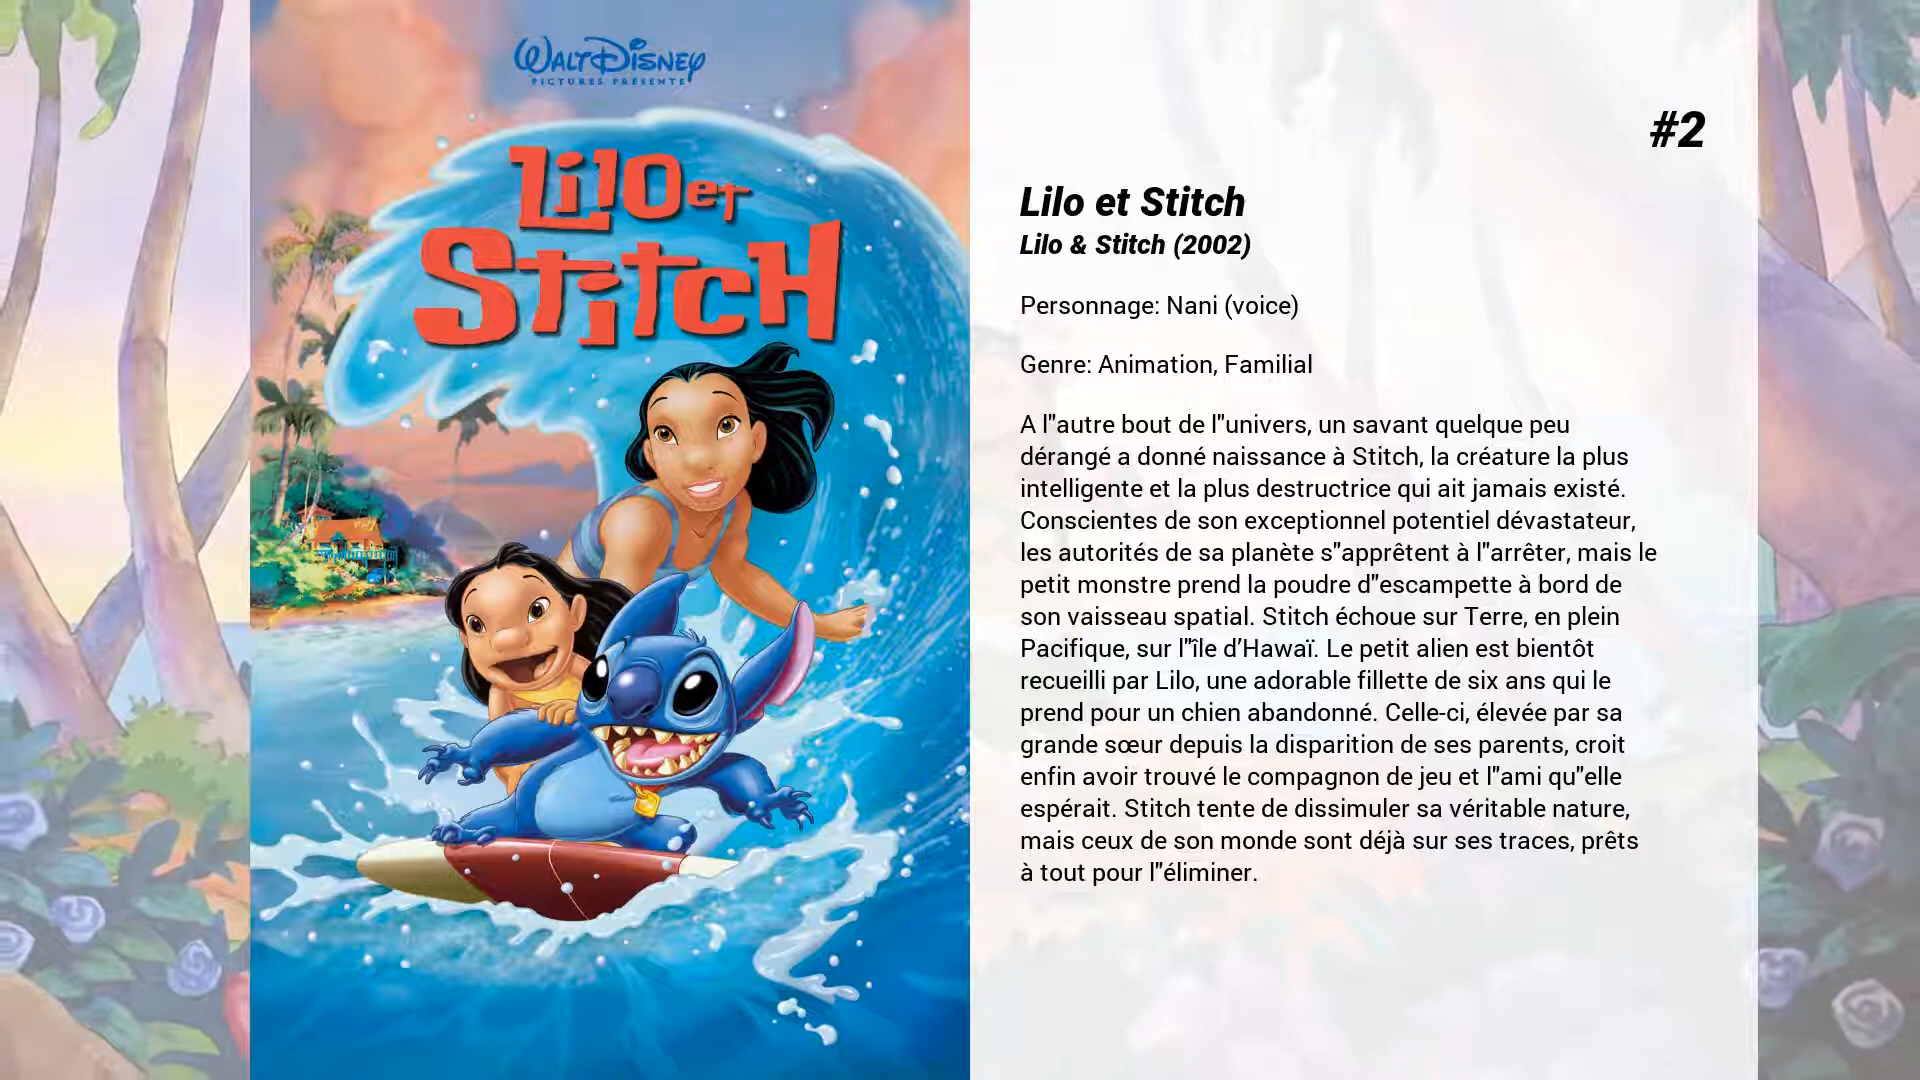 WALT DISNEY
PICTURES PRÉSENTE
Lilo et
Stitch
#2
Lilo et Stitch
Lilo & Stitch (2002)
Personnage: Nani (voice)
Genre: Animation, Familial
A l"autre bout de l"univers, un savant quelque peu
dérangé a donné naissance à Stitch, la créature la plus
intelligente et la plus destructrice qui ait jamais existé.
Conscientes de son exceptionnel potentiel dévastateur,
les autorités de sa planète s"apprêtent à l"arrêter, mais le
petit monstre prend la poudre d"escampette à bord de
son vaisseau spatial. Stitch échoue sur Terre, en plein
Pacifique, sur l"île d’Hawaï. Le petit alien est bientôt
recueilli par Lilo, une adorable fillette de six ans qui le
prend pour un chien abandonné. Celle-ci, élevée par sa
grande sœur depuis la disparition de ses parents, croit
enfin avoir trouvé le compagnon de jeu et l"ami qu"elle
espérait. Stitch tente de dissimuler sa véritable nature,
mais ceux de son monde sont déjà sur ses traces, prêts
à tout pour l"éliminer.